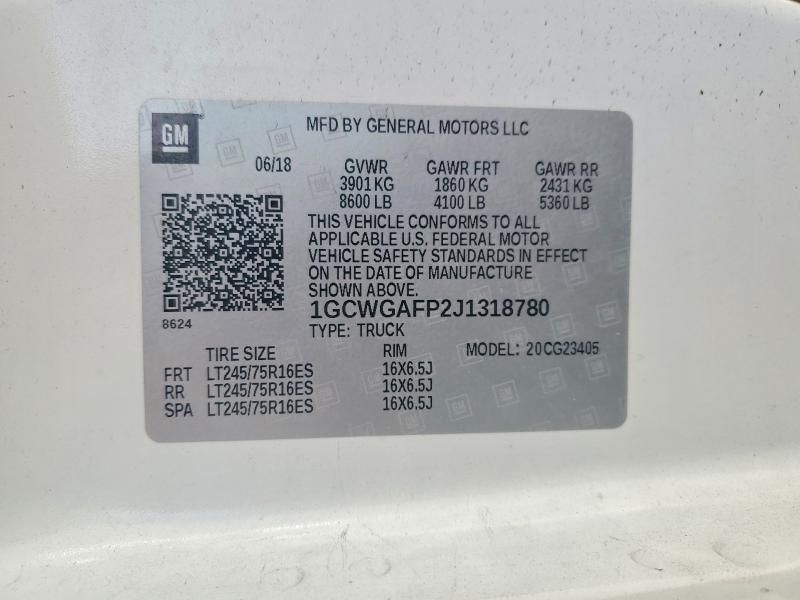 GM
MFD BY GENERAL MOTORS LLC
06/18 GVWR GAWR FRT GAWR RR
3901 KG 1860 KG 2431 KG
8600 LB 4100 LB 5360 LB
THIS VEHICLE CONFORMS TO ALL
APPLICABLE U.S. FEDERAL MOTOR
VEHICLE SAFETY STANDARDS IN EFFECT
ON THE DATE OF MANUFACTURE
SHOWN ABOVE.
1GCWGAFP2J1318780
8624
TYPE: TRUCK
TIRE SIZE RIM MODEL: 20CG23405
FRT LT245/75R16ES 16X6.5J
RR LT245/75R16ES 16X6.5J
SPA LT245/75R16ES 16X6.5J